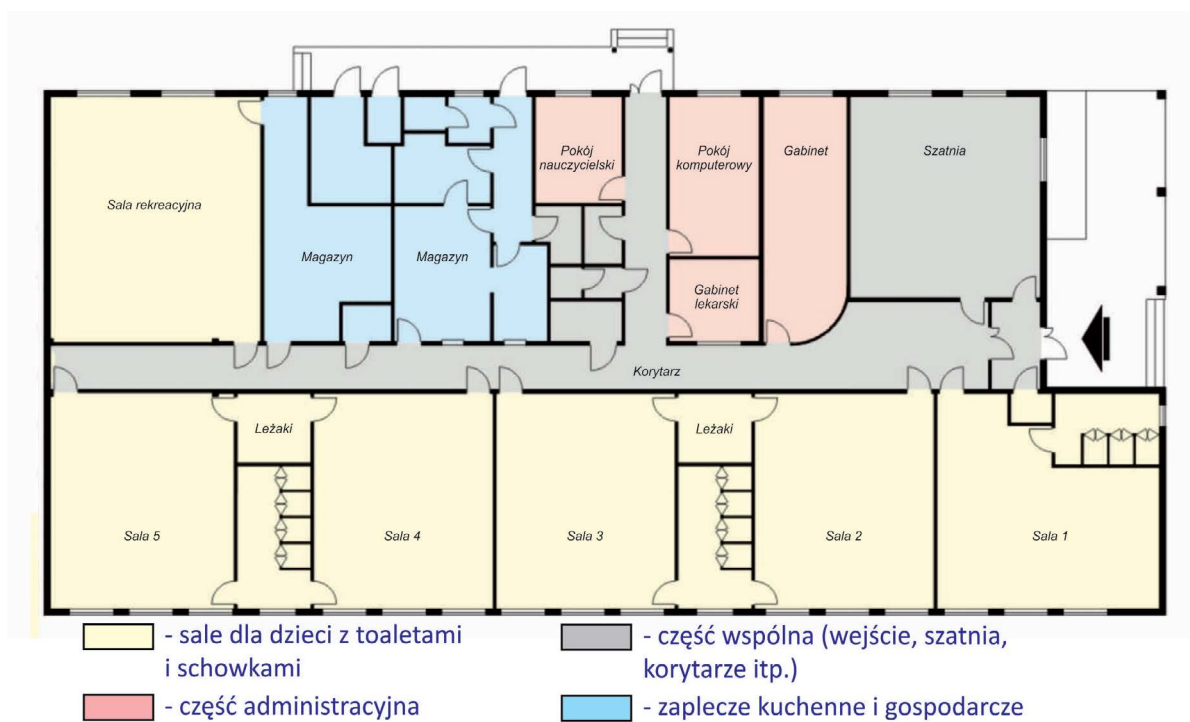 Pokój
nauczycielski
Pokój
komputerowy
Gabinet
Szatnia
Sala rekreacyjna
Magazyn
Magazyn
Gabinet
lekarski
Korytarz
Leżaki
Leżaki
Sala 5
Sala 4
Sala 3
Sala 2
Sala 1
- sale dla dzieci z toaletami
i schowkami
- część administracyjna
- część wspólna (wejście, szatnia,
korytarze itp.)
- zaplecze kuchenne i gospodarcze